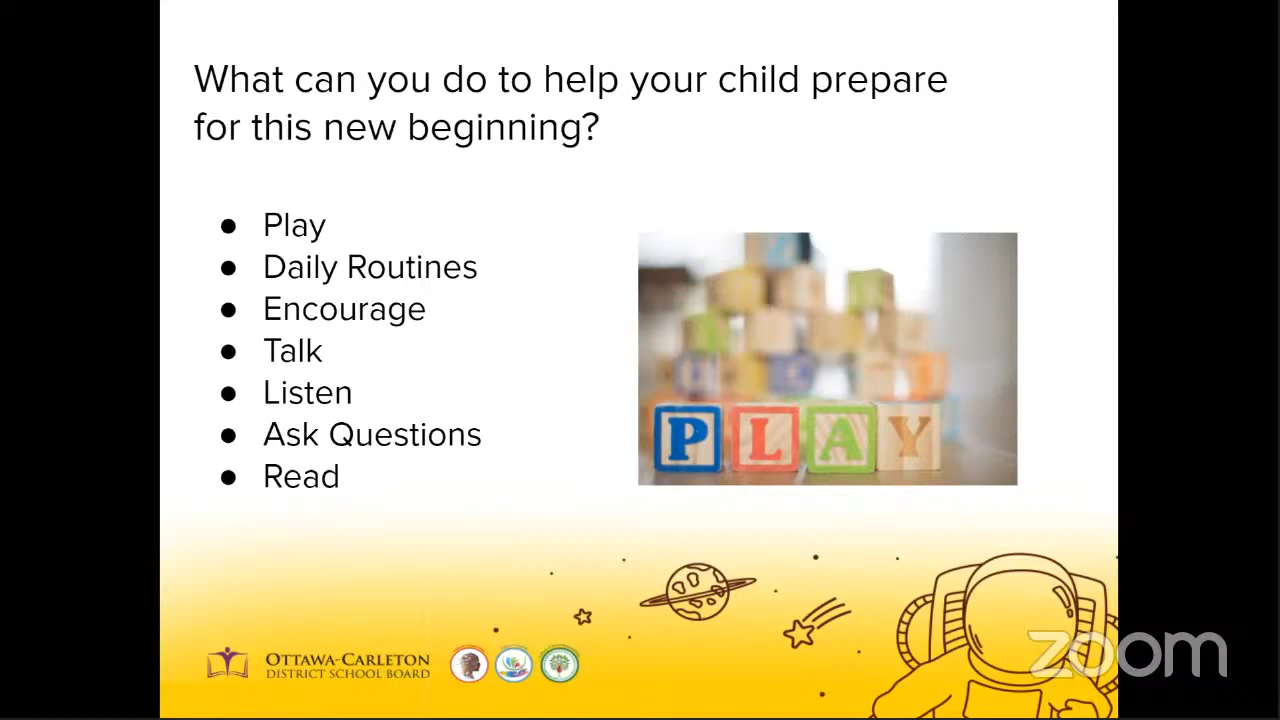 What can you do to help your child prepare
for this new beginning?
● Play
● Daily Routines
● Encourage
● Talk
● Listen
● Ask Questions
● Read
PLAY
OTTAWA-CARLETON
DISTRICT SCHOOL BOARD
zoom